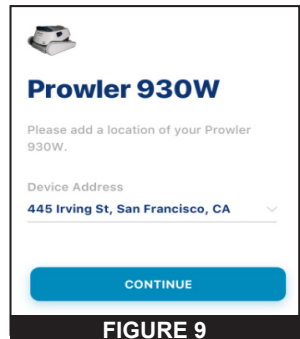 Prowler 930W
Please add a location of your Prowler
930W.
Device Address
445 Irving St, San Francisco, CA
CONTINUE
FIGURE 9